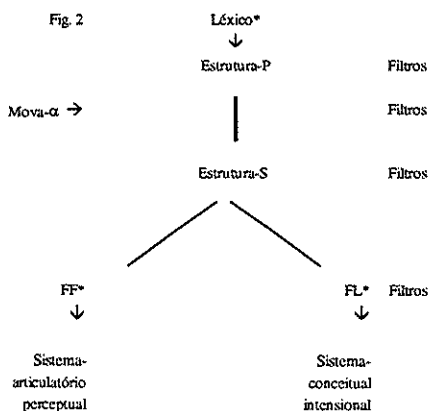 Fig. 2 Léxico*
↓
Estrutura-P Filtros
Mova-α → Filtros
Estrutura-S Filtros
FF* FL* Filtros
↓ ↓
Sistema- Sistema-
articulatório conceitual
perceptual intensional